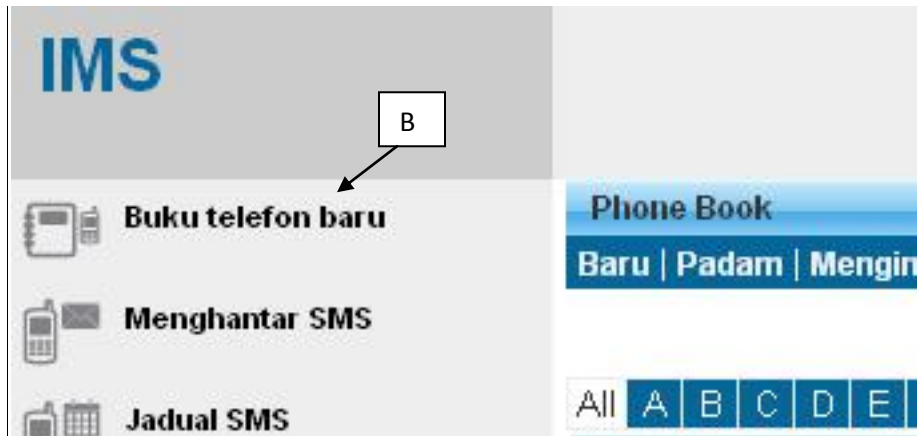 IMS
B
Buku telefon baru
Menghantar SMS
Jadual SMS
Phone Book
Baru | Padam |
All A B C D E